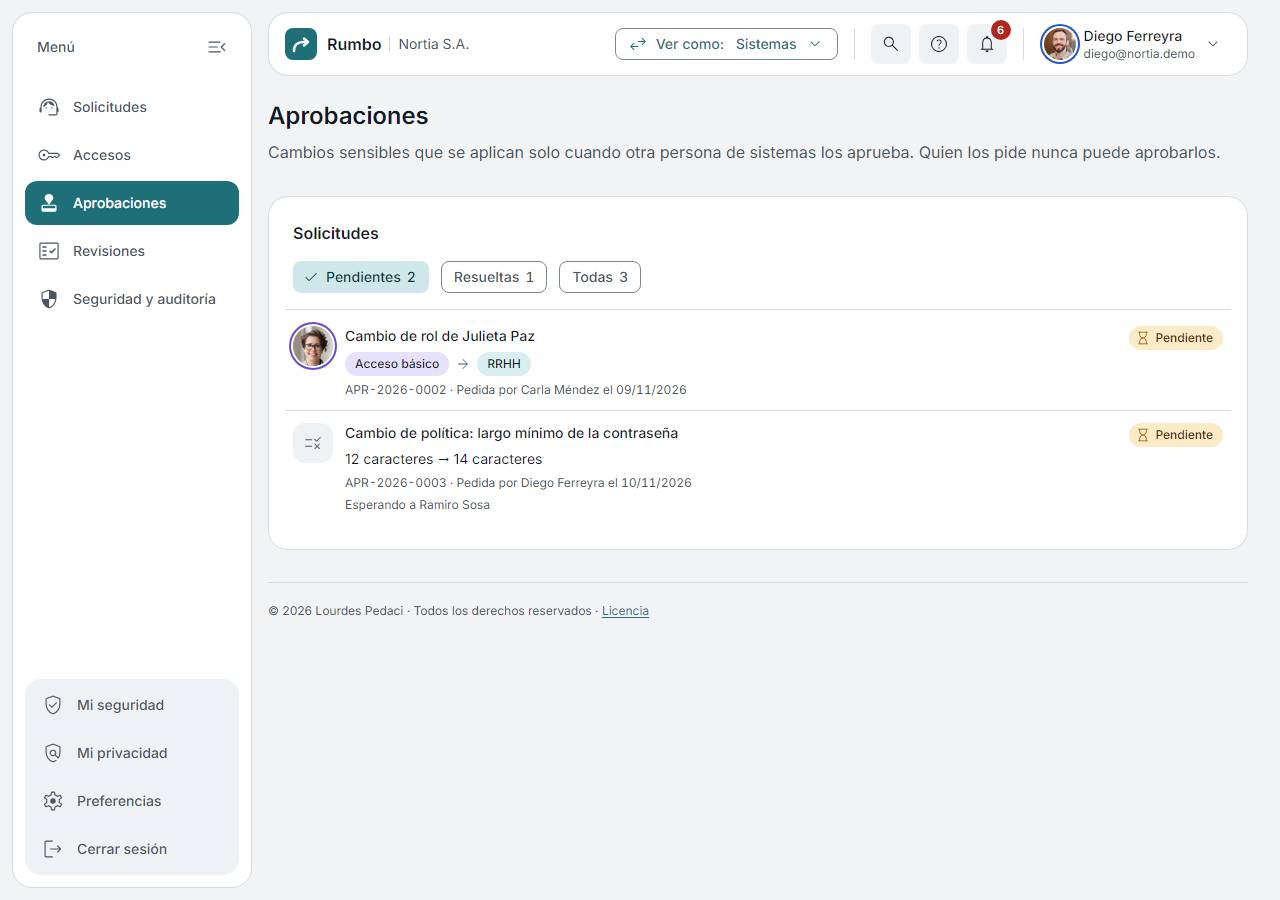 Menú
Solicitudes
Accesos
Aprobaciones
Revisiones
Seguridad y auditoría
Mi seguridad
Mi privacidad
Preferencias
Cerrar sesión
Rumbo
Nortia S.A.
Ver como: Sistemas
6
Diego Ferreyra
diego@nortia.demo
Aprobaciones
Cambios sensibles que se aplican solo cuando otra persona de sistemas los aprueba. Quien los pide nunca puede aprobarlos.
Solicitudes
Pendientes 2
Resueltas 1
Todas 3
Cambio de rol de Julieta Paz
Pendiente
Acceso básico → RRHH
APR-2026-0002 · Pedida por Carla Méndez el 09/11/2026
Cambio de política: largo mínimo de la contraseña
Pendiente
12 caracteres → 14 caracteres
APR-2026-0003 · Pedida por Diego Ferreyra el 10/11/2026
Esperando a Ramiro Sosa
© 2026 Lourdes Pedaci · Todos los derechos reservados · Licencia